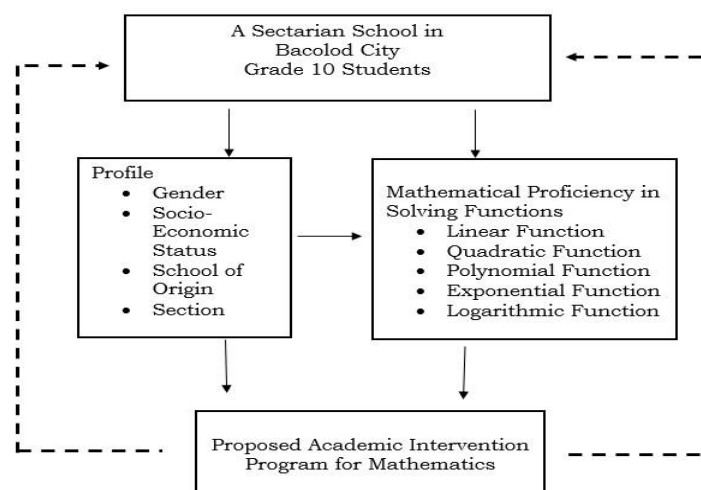 A Sectarian School in
Bacolod City
Grade 10 Students
Profile
• Gender
• Socio-
Economic
Status
• School of
Origin
• Section
Mathematical Proficiency in
Solving Functions
• Linear Function
• Quadratic Function
• Polynomial Function
• Exponential Function
• Logarithmic Function
Proposed Academic Intervention
Program for Mathematics